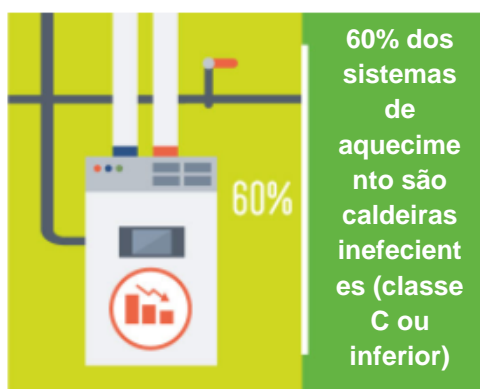 60%
60% dos
sistemas
de
aquecime
nto são
caldeiras
inefecient
es (classe
C ou
inferior)